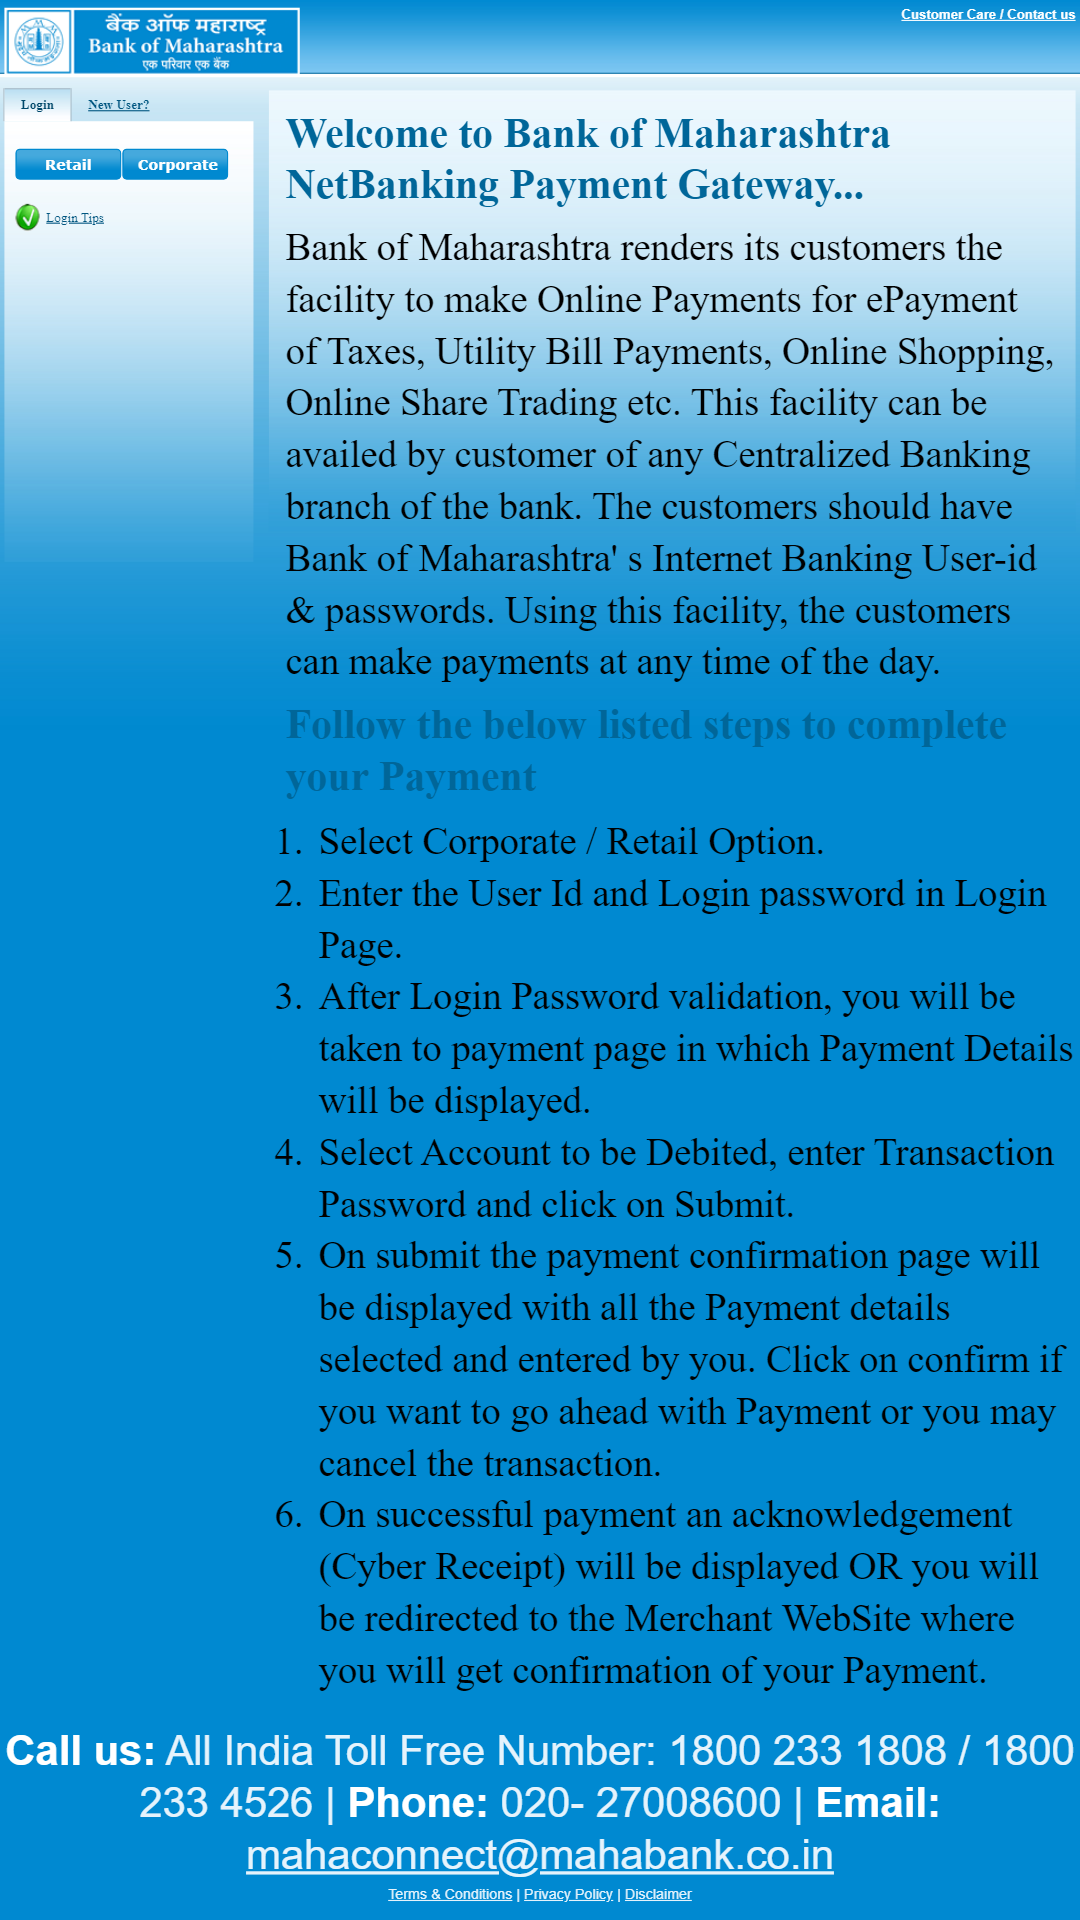 बैंक ऑफ महाराष्ट्र
Bank of Maharashtra
एक परिवार एक बैंक
Customer Care / Contact us
Login New User?
Retail Corporate
Login Tips
Welcome to Bank of Maharashtra
NetBanking Payment Gateway...
Bank of Maharashtra renders its customers the
facility to make Online Payments for ePayment
of Taxes, Utility Bill Payments, Online Shopping,
Online Share Trading etc. This facility can be
availed by customer of any Centralized Banking
branch of the bank. The customers should have
Bank of Maharashtra' s Internet Banking User-id
& passwords. Using this facility, the customers
can make payments at any time of the day.
Follow the below listed steps to complete
your Payment
1. Select Corporate / Retail Option.
2. Enter the User Id and Login password in Login
Page.
3. After Login Password validation, you will be
taken to payment page in which Payment Details
will be displayed.
4. Select Account to be Debited, enter Transaction
Password and click on Submit.
5. On submit the payment confirmation page will
be displayed with all the Payment details
selected and entered by you. Click on confirm if
you want to go ahead with Payment or you may
cancel the transaction.
6. On successful payment an acknowledgement
(Cyber Receipt) will be displayed OR you will
be redirected to the Merchant WebSite where
you will get confirmation of your Payment.
Call us: All India Toll Free Number: 1800 233 1808 / 1800
233 4526 | Phone: 020- 27008600 | Email:
mahaconnect@mahabank.co.in
Terms & Conditions | Privacy Policy | Disclaimer